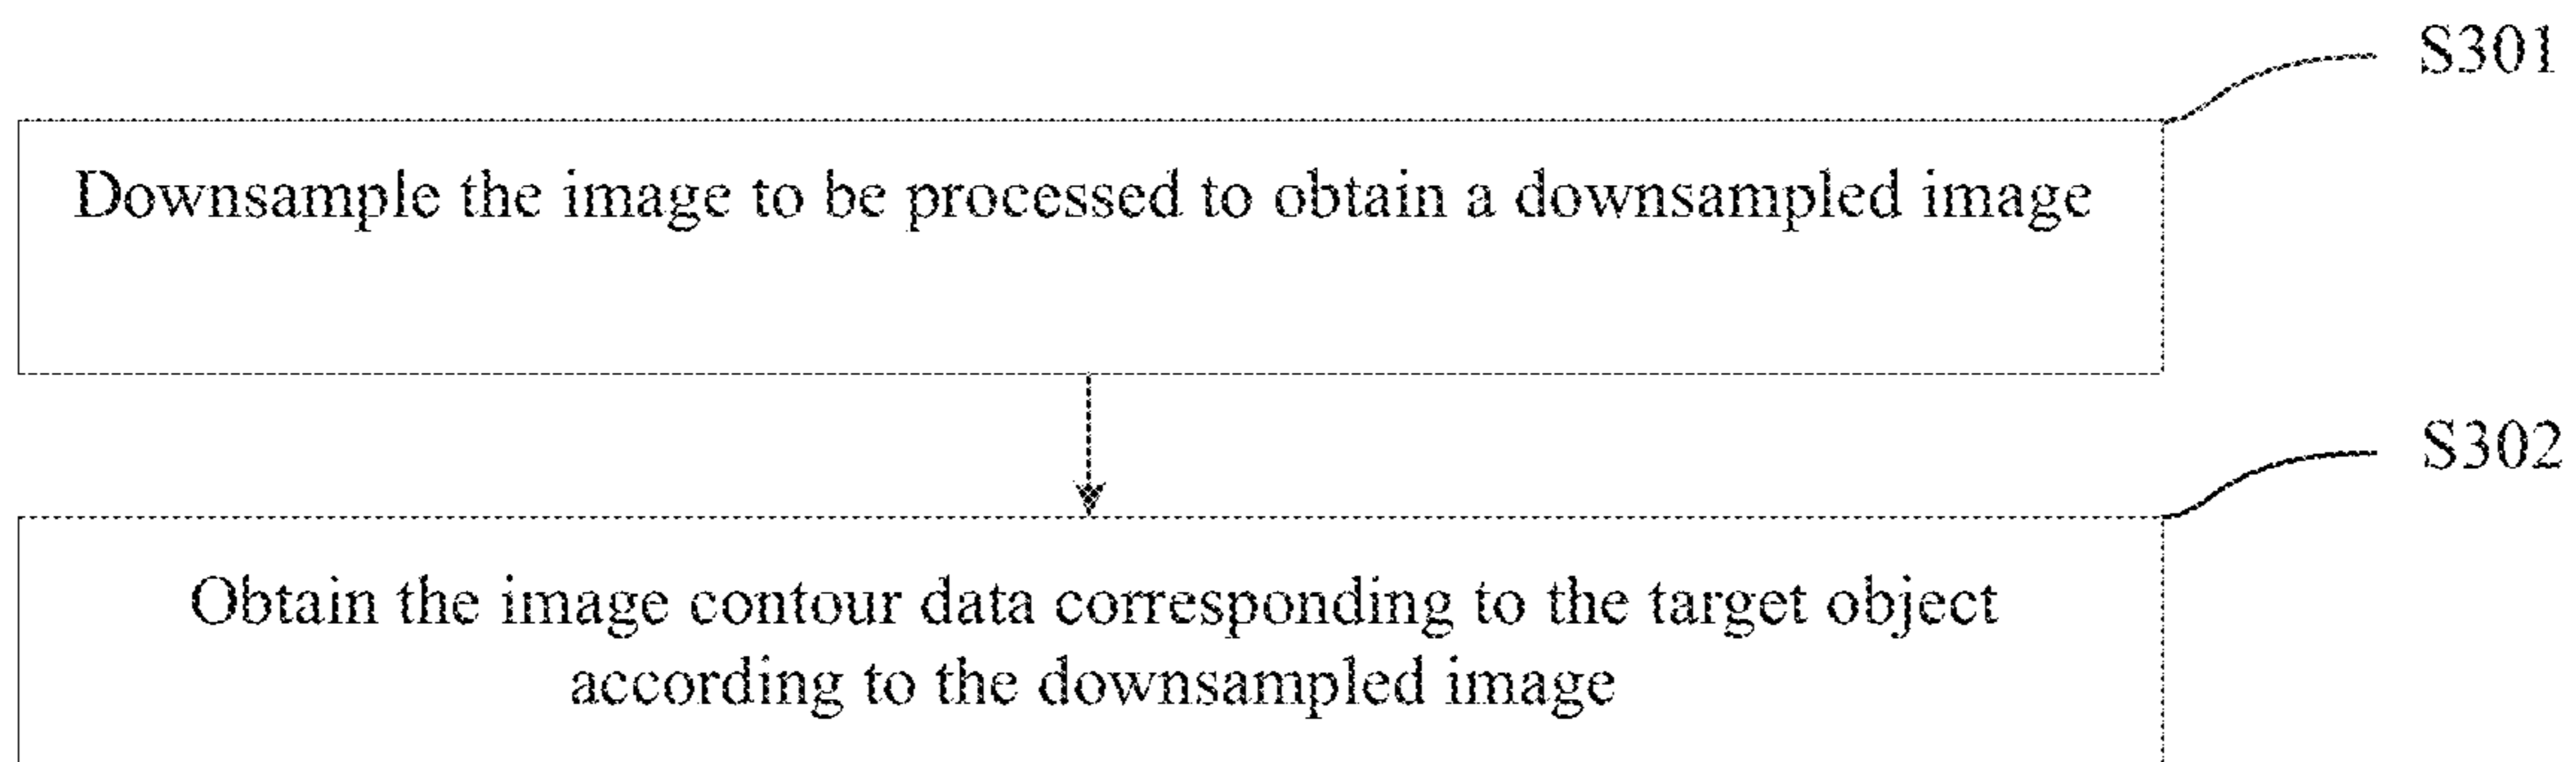 S301
Downsample the image to be processed to obtain a downsampled image
S302
Obtain the image contour data corresponding to the target object
according to the downsampled image